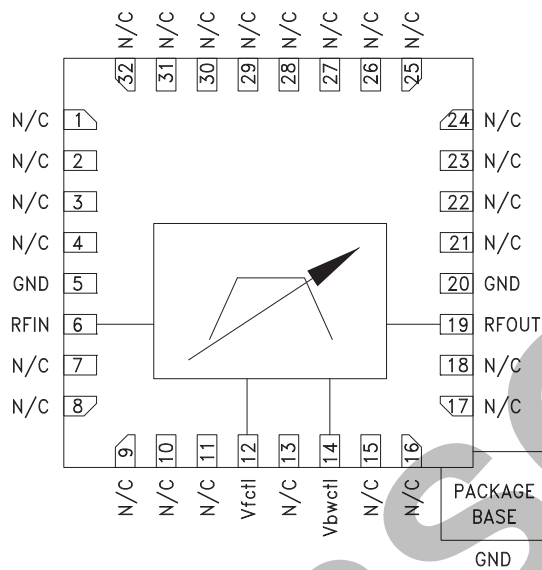 N/C N/C N/C N/C N/C N/C N/C N/C
32 31 30 29 28 27 26 25
N/C 1 24 N/C
N/C 2 23 N/C
N/C 3 22 N/C
N/C 4 21 N/C
GND 5 20 GND
RFIN 6 19 RFOUT
N/C 7 18 N/C
N/C 8 17 N/C
9 10 11 12 13 14 15 16
N/C N/C N/C Vfctl N/C Vbwctl N/C N/C
PACKAGE
BASE
GND